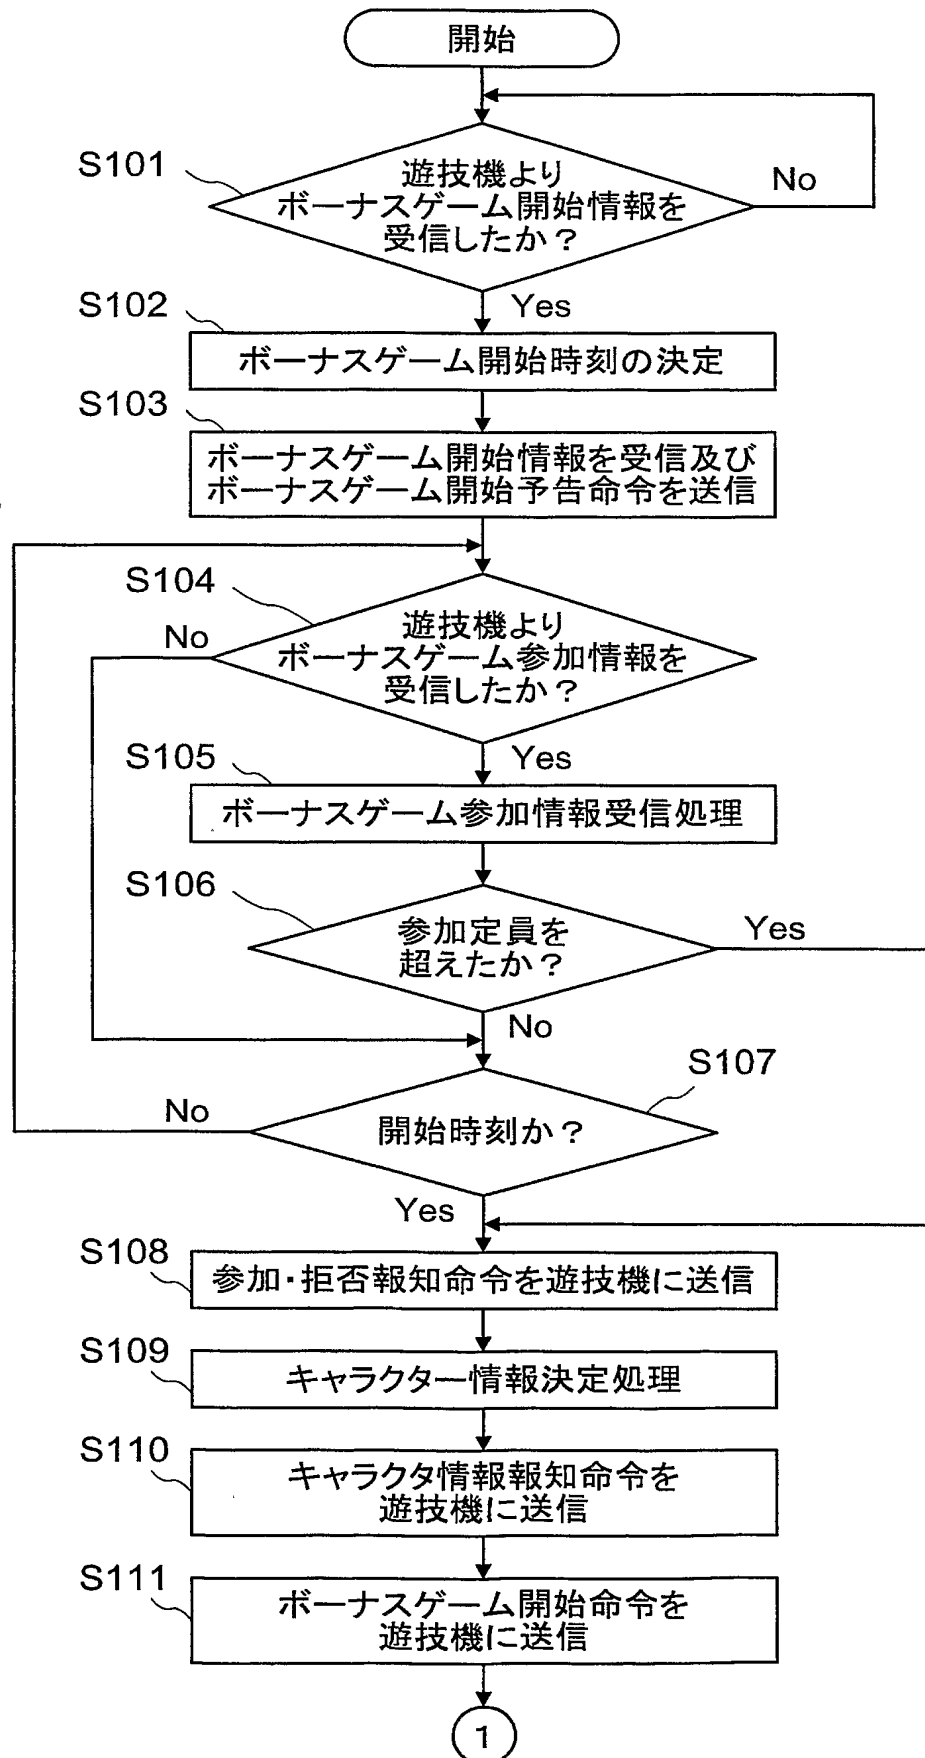 開始
S101
遊技機より
ボーナスゲーム開始情報を
受信したか？
No
Yes
S102
ボーナスゲーム開始時刻の決定
S103
ボーナスゲーム開始情報を受信及び
ボーナスゲーム開始予告命令を送信
S104
遊技機より
ボーナスゲーム参加情報を
受信したか？
No
Yes
S105
ボーナスゲーム参加情報受信処理
S106
参加定員を
超えたか？
Yes
No
S107
開始時刻か？
No
Yes
S108
参加・拒否報知命令を遊技機に送信
S109
キャラクター情報決定処理
S110
キャラクタ情報報知命令を
遊技機に送信
S111
ボーナスゲーム開始命令を
遊技機に送信
1